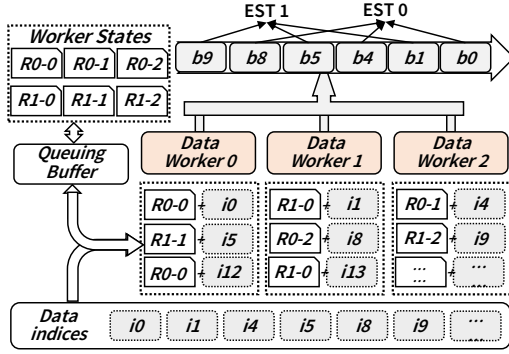 EST 1 EST 0
Worker States
R0-0 R0-1 R0-2
R1-0 R1-1 R1-2
b9 b8 b5 b4 b1 b0
Queuing
Buffer
Data
Worker 0
Data
Worker 1
Data
Worker 2
R0-0 + i0 R1-0 + i1 R0-1 + i4
R1-1 + i5 R0-2 + i8 R1-2 + i9
R0-0 + i12 R1-0 + i13 ... ... + ... ...
Data
indices
i0 i1 i4 i5 i8 i9 ... ...